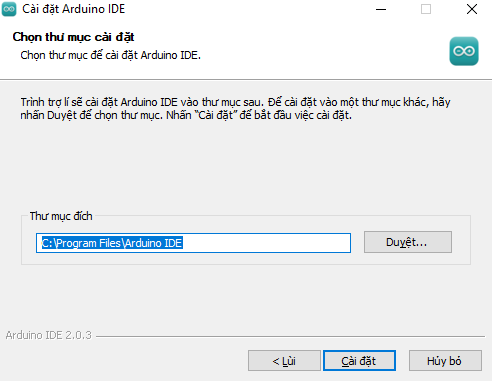 Cài đặt Arduino IDE
Chọn thư mục cài đặt
Chọn thư mục để cài đặt Arduino IDE.
Trình trợ lí sẽ cài đặt Arduino IDE vào thư mục sau. Để cài đặt vào một thư mục khác, hãy
nhấn Duyệt để chọn thư mục. Nhấn “Cài đặt” để bắt đầu việc cài đặt.
Thư mục đích
C:\Program Files\Arduino IDE
Duyệt...
Arduino IDE 2.0.3
< Lùi
Cài đặt
Hủy bỏ